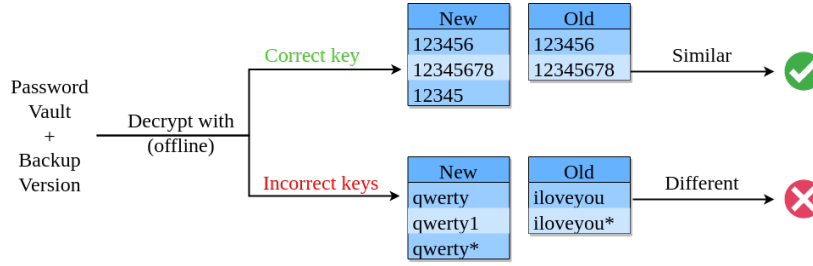 Password
Vault
+
Backup
Version
Decrypt with
(offline)
Correct key
New
123456
12345678
12345
Old
123456
12345678
Similar
Incorrect keys
New
qwerty
qwerty1
qwerty*
Old
iloveyou
iloveyou*
Different